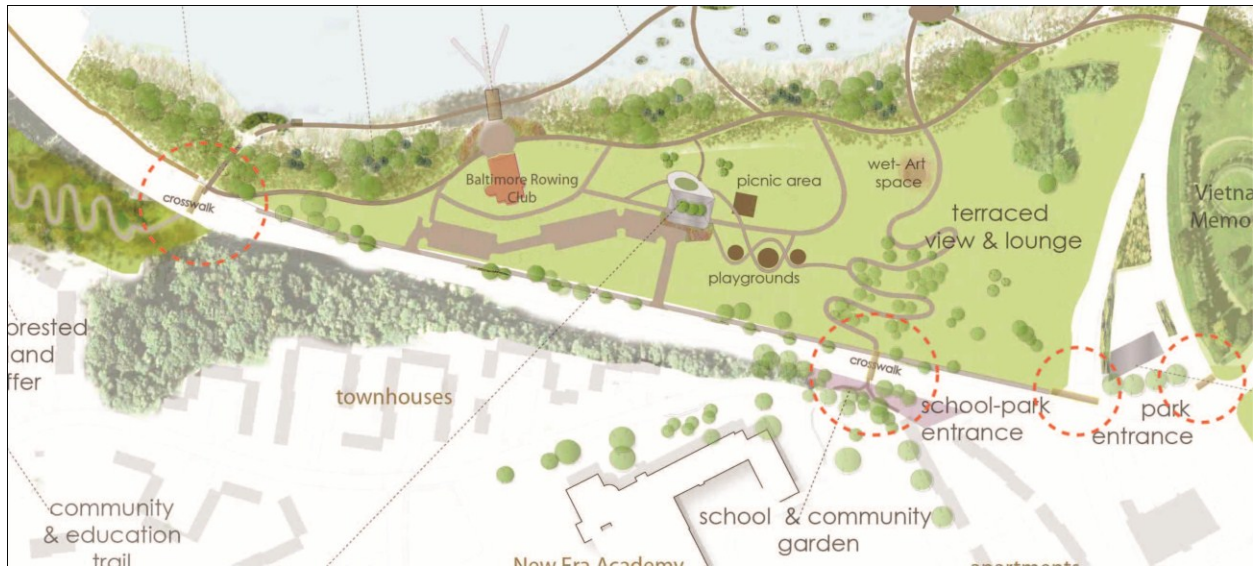 crosswalk
Baltimore Rowing
Club
picnic area
wet- Art
space
terraced
view & lounge
playgrounds
Vietna
Memo
orested
and
ffer
townhouses
crosswalk
school-park
entrance
park
entrance
community
& education
trail
school & community
garden
New Era Academy
apartments